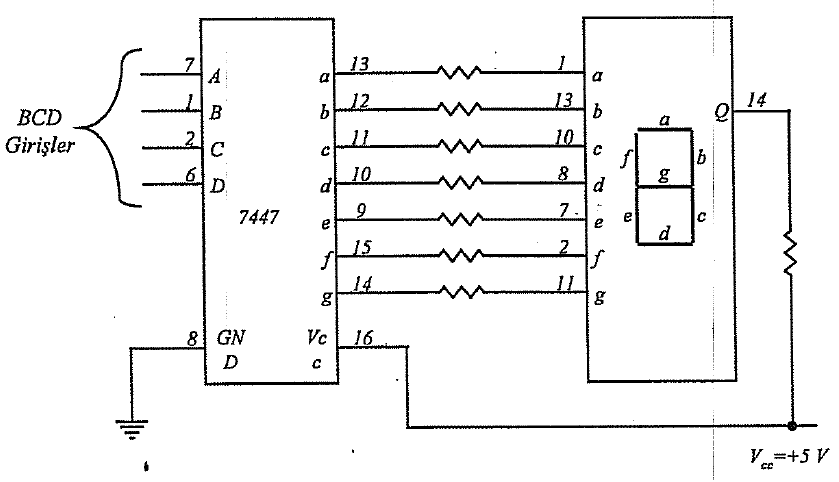 BCD
Girişler
7 A
1 B
2 C
6 D
7447
a 13
b 12
c 11
d 10
e 9
f 15
g 14
8 GN
D
Vc 16
c
1 a
13 b
10 c
8 d
7 e
2 f
11 g
Q 14
a
f b
g
e c
d
Vcc=+5 V